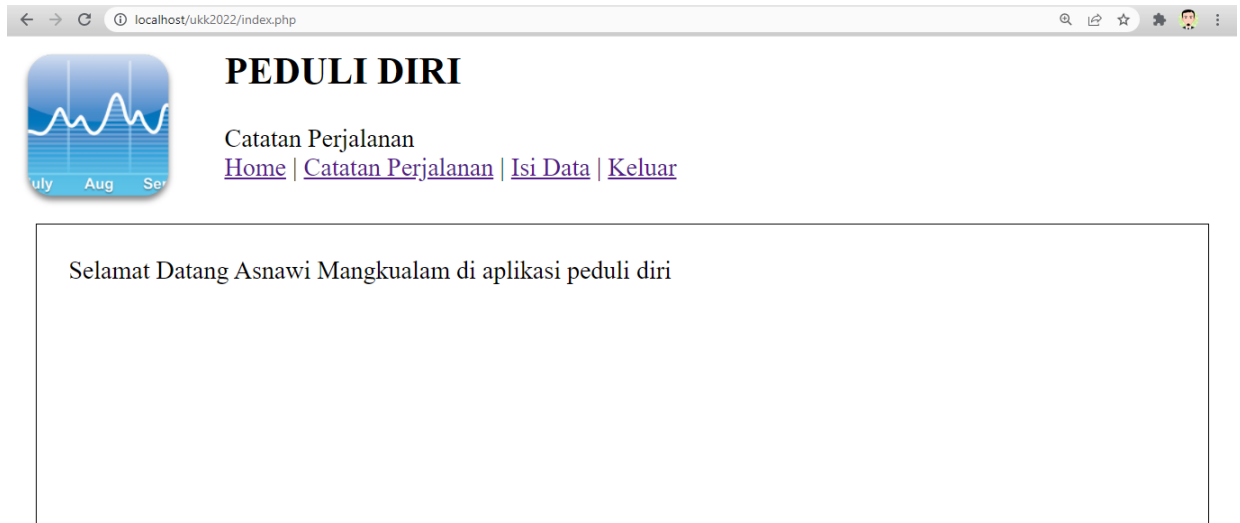 localhost/ukk2022/index.php
PEDULI DIRI
Catatan Perjalanan
Home | Catatan Perjalanan | Isi Data | Keluar
uly Aug Sep
Selamat Datang Asnawi Mangkualam di aplikasi peduli diri